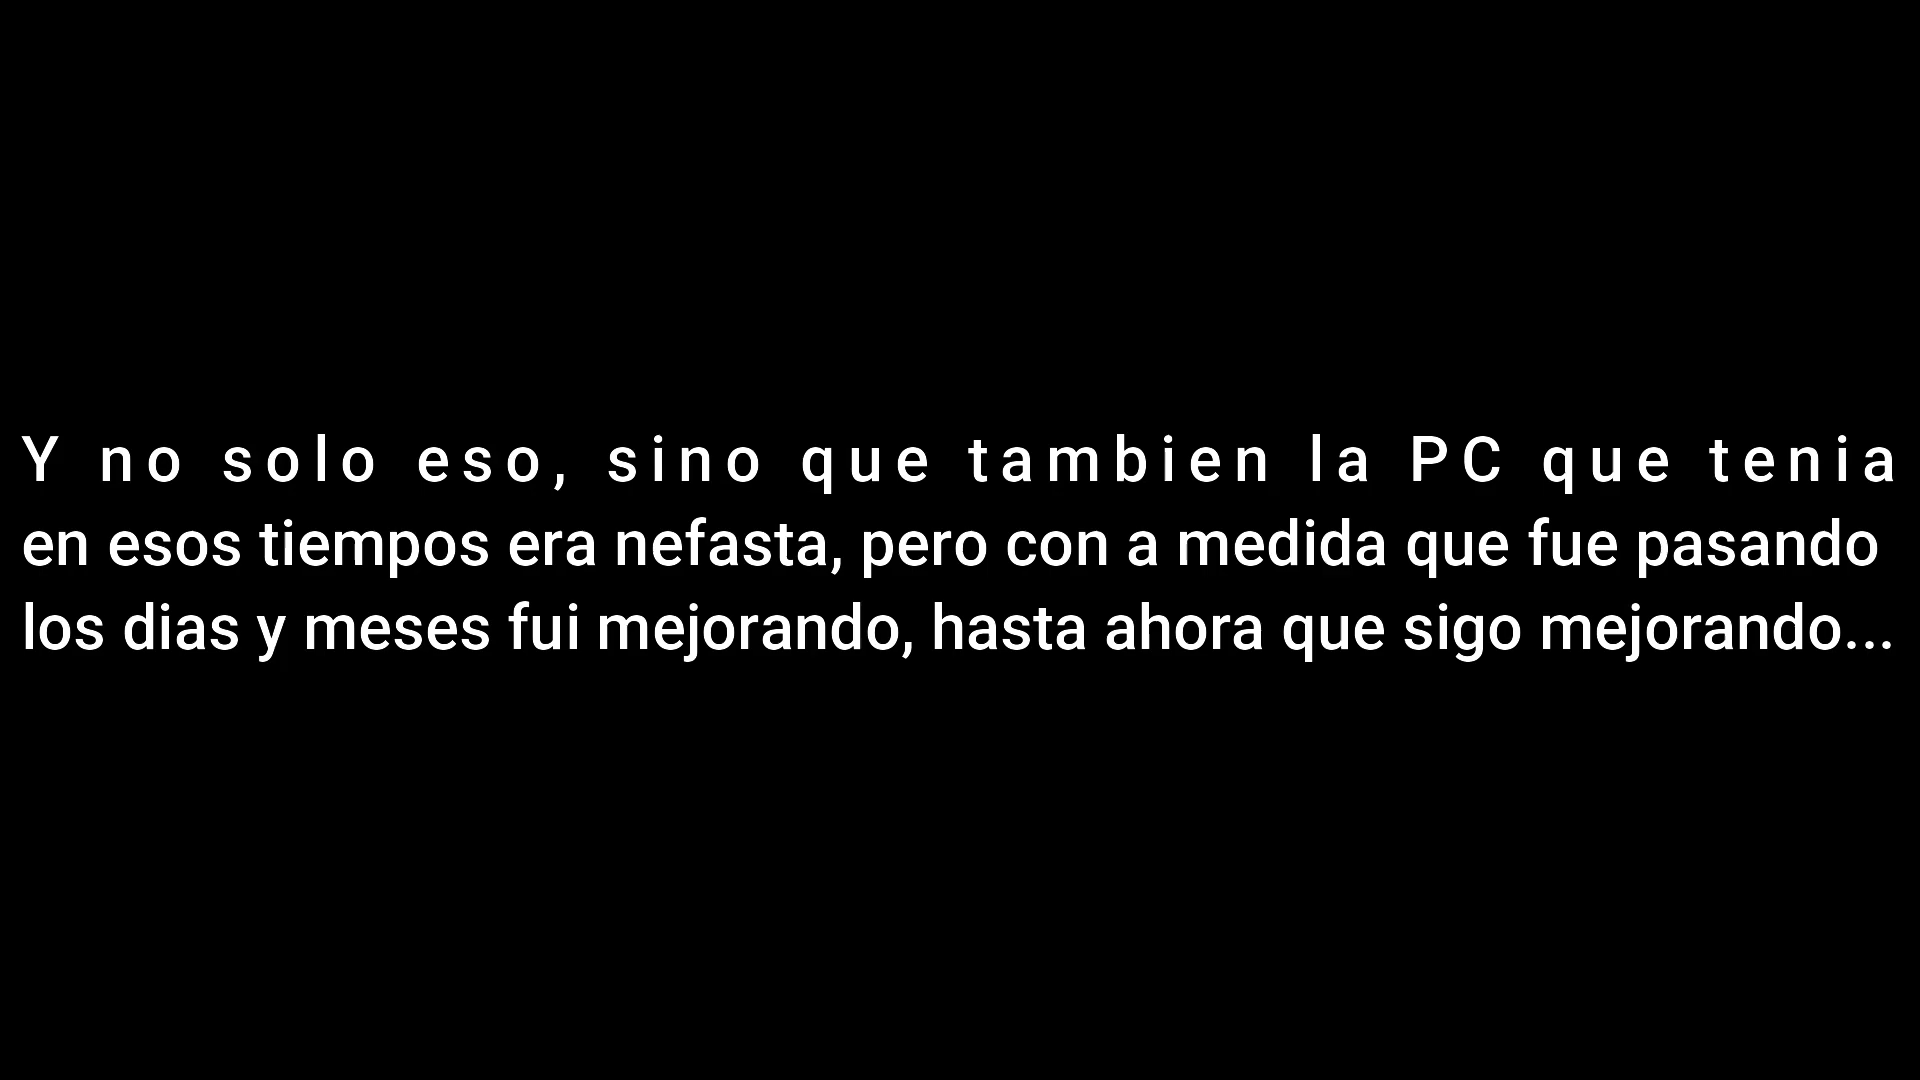 Y no solo eso, sino que tambien la PC que tenia
en esos tiempos era nefasta, pero con a medida que fue pasando
los dias y meses fui mejorando, hasta ahora que sigo mejorando...